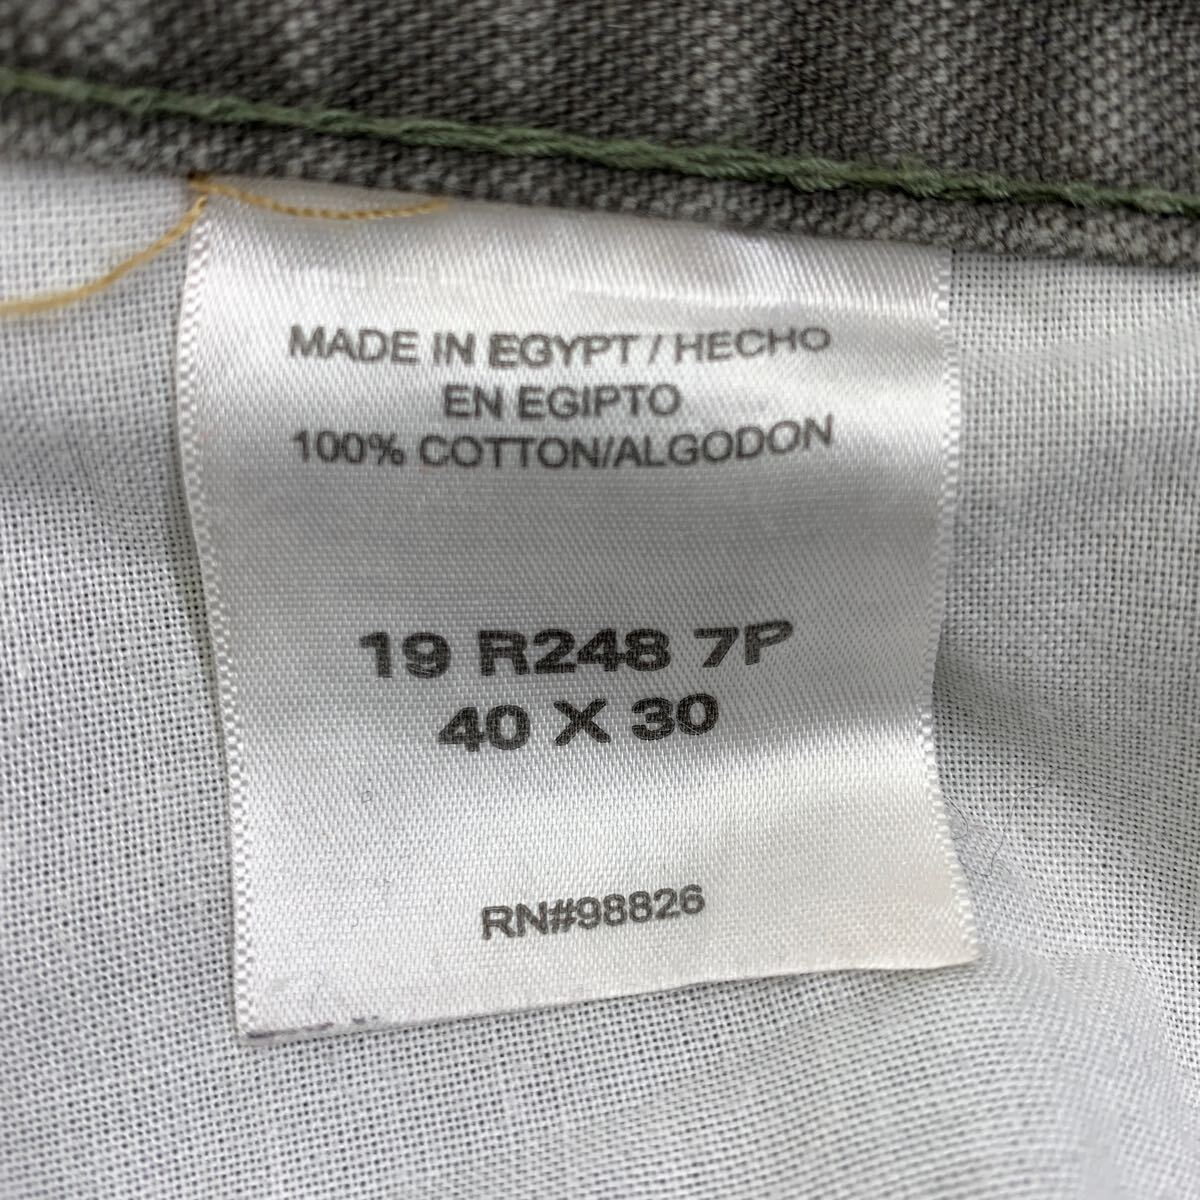 MADE IN EGYPT / HECHO
EN EGIPTO
100% COTTON/ALGODON
19 R248 7P
40 X 30
RN#98826